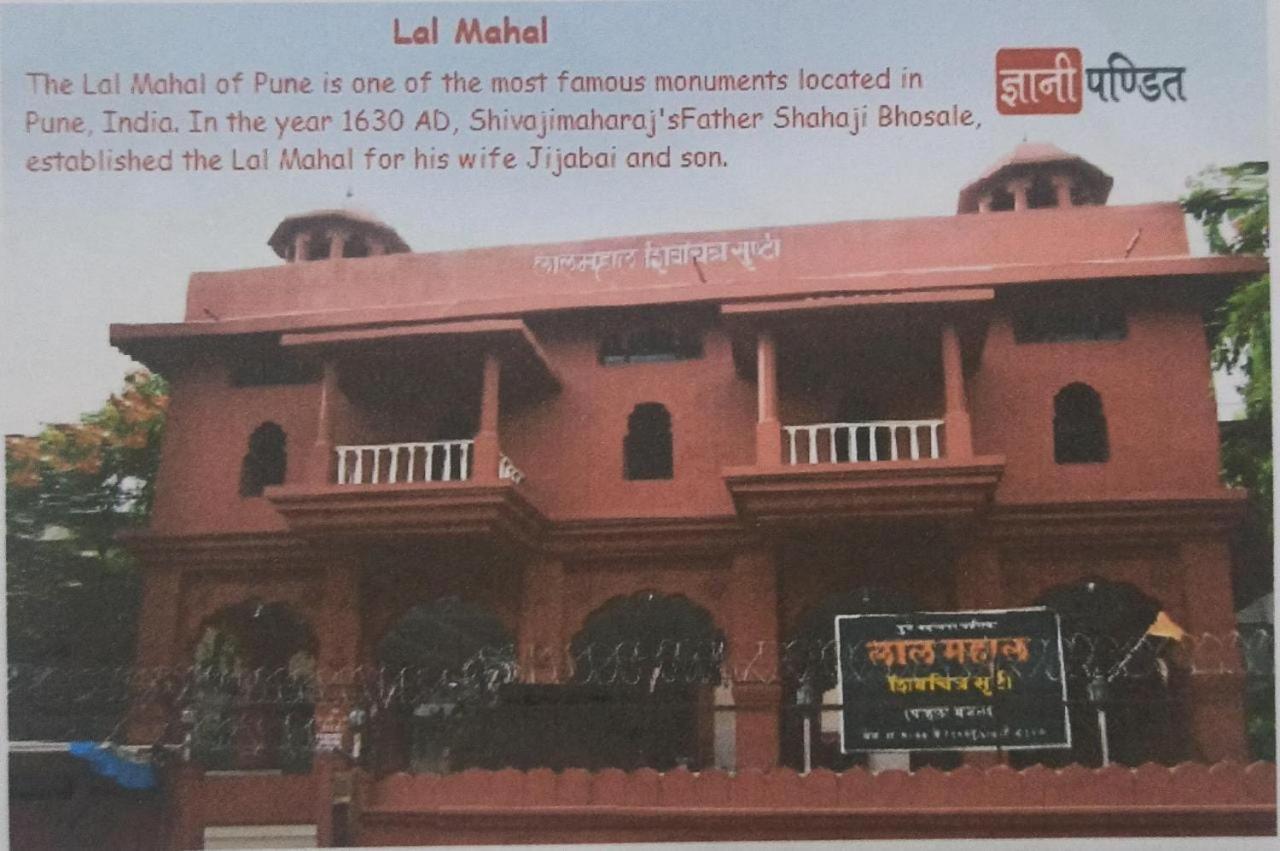 Lal Mahal
The Lal Mahal of Pune is one of the most famous monuments located in
Pune, India. In the year 1630 AD, Shivajimaharaj'sFather Shahaji Bhosale,
established the Lal Mahal for his wife Jijabai and son.
ज्ञानी पण्डित
लालमहाल शिवचित्र सृष्टी
लाल महाल
शिवचित्र सृष्टी